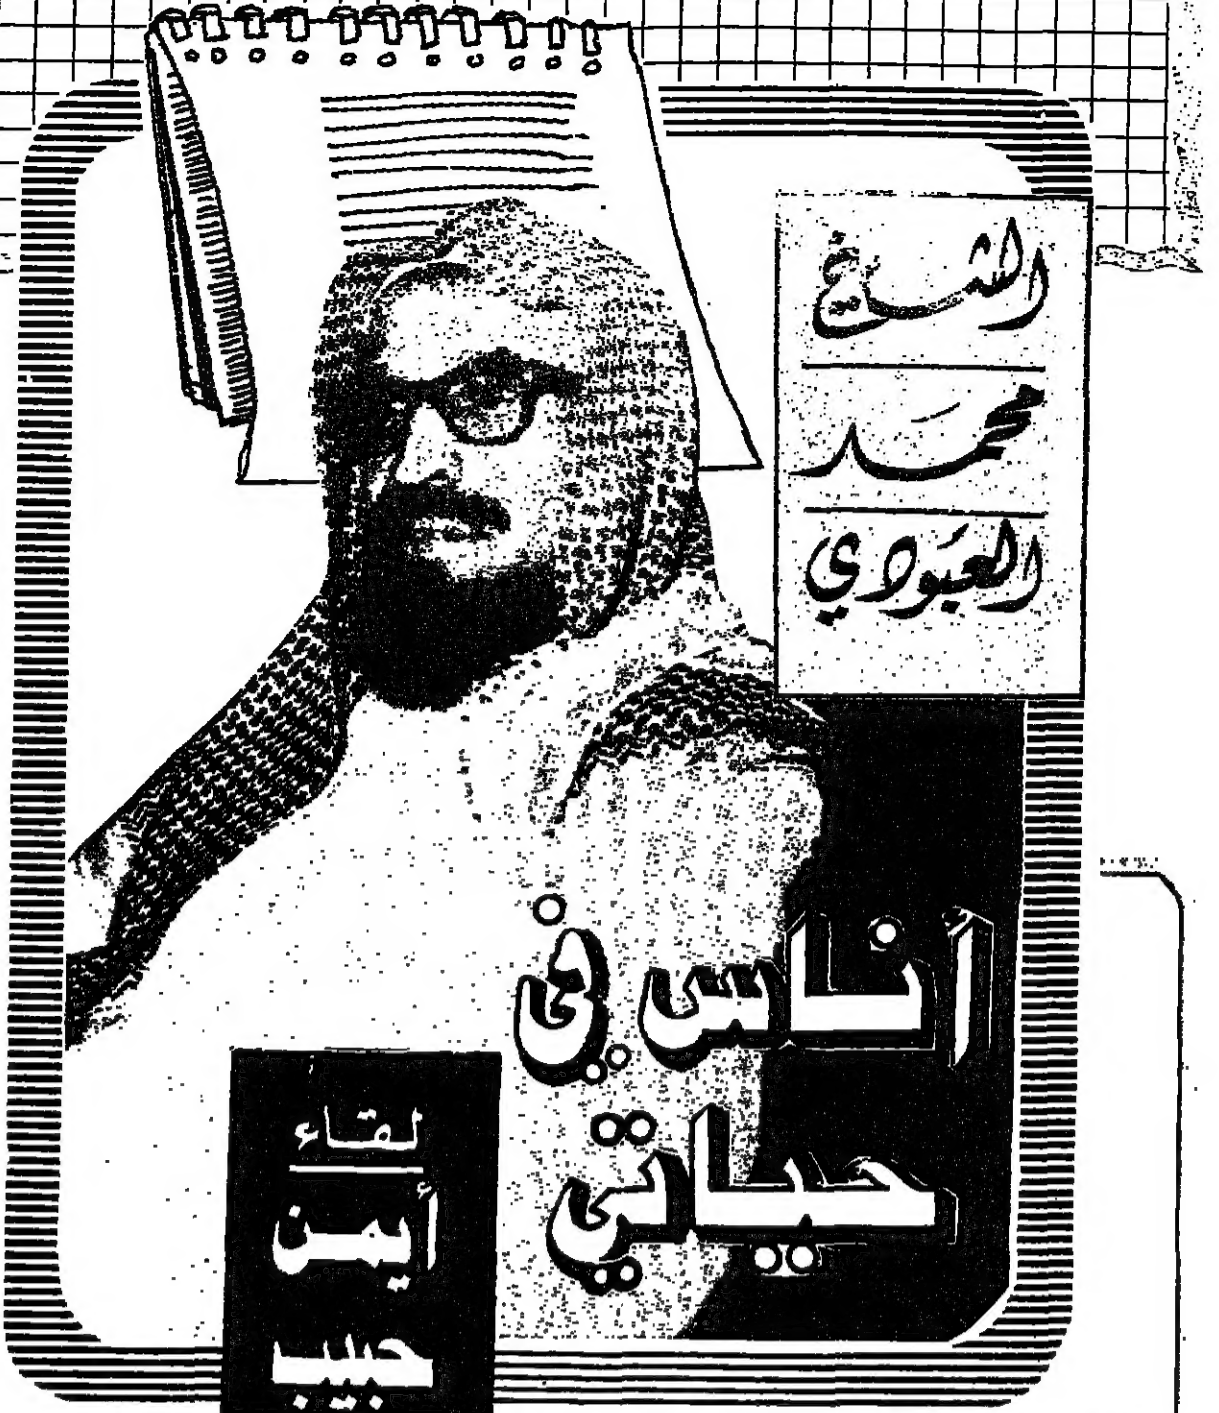 الشيخ
محمد
العبودي
أناس في
حياتي
لقاء
أيمن
حبيب